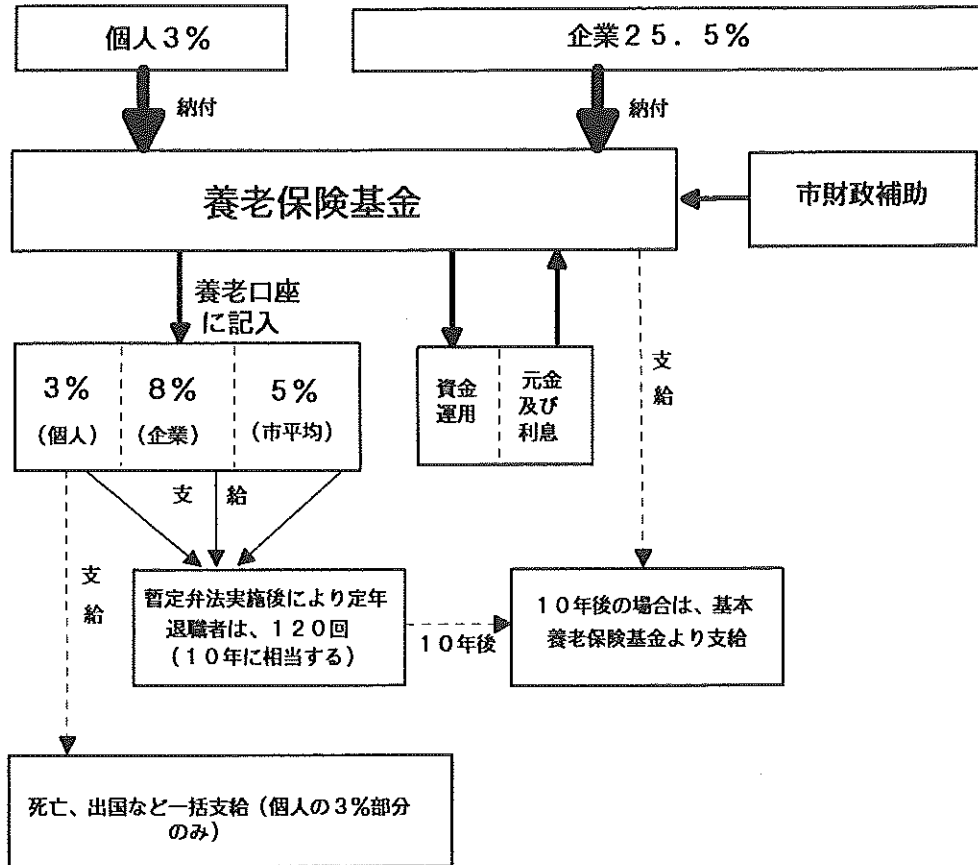 個人３％
企業２５．５％
納付
納付
養老保険基金
市財政補助
養老口座
に記入
３％
（個人）
８％
（企業）
５％
（市平均）
資金
運用
元金
及び
利息
支
給
支 給
支
給
暫定弁法実施後により定年
退職者は、１２０回
（１０年に相当する）
１０年後
１０年後の場合は、基本
養老保険基金より支給
死亡、出国など一括支給（個人の３％部分
のみ）